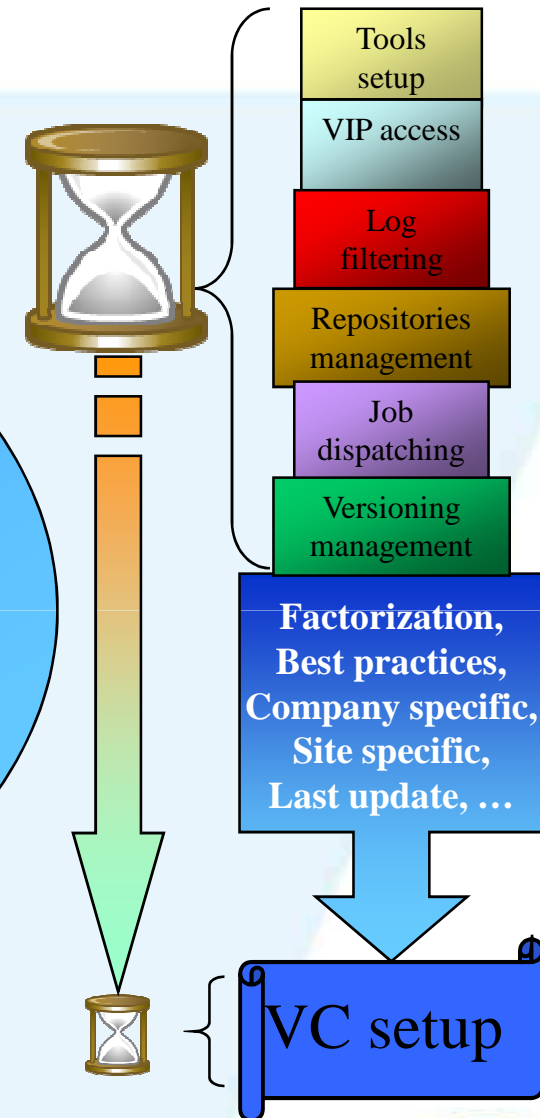 Tools
setup
VIP access
Log
filtering
Repositories
management
Job
dispatching
Versioning
management
Factorization,
Best practices,
Company specific,
Site specific,
Last update, …
VC setup